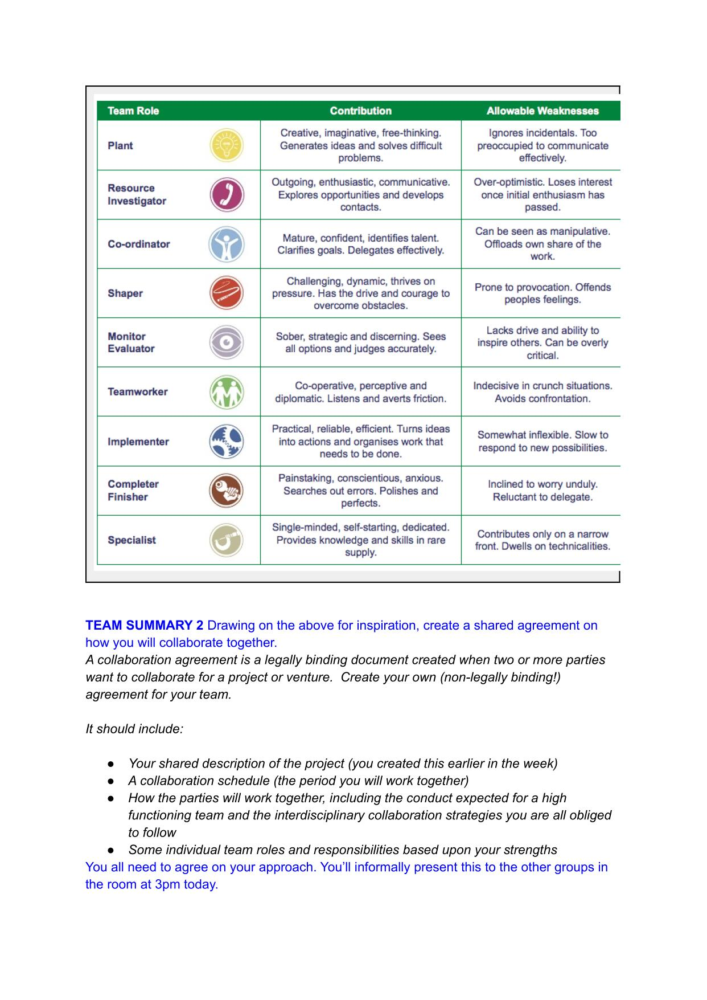 Team Role Contribution Allowable Weaknesses
Creative, imaginative, free-thinking. Ignores incidentals. Too
Plant Generates ideas and solves difficult preoccupied to communicate
problems. effectively.
Outgoing, enthusiastic, communicative. Over-optimistic. Loses interest
Resource
Investigator Explores opportunities and develops once initial enthusiasm has
contacts. passed.
Can be seen as manipulative.
Co-ordinator Mature, confident, identifies talent. Offloads own share of the
Clarifies goals. Delegates effectively. work.
Challenging, dynamic, thrives on Prone to provocation. Offends
Shaper pressure. Has the drive and courage to peoples feelings.
overcome obstacles.
Monitor Lacks drive and ability to
Evaluator Sober, strategic and discerning. Sees inspire others. Can be overly
all options and judges accurately. critical.
Teamworker Co-operative, perceptive and Indecisive in crunch situations.
diplomatic. Listens and averts friction. Avoids confrontation.
Practical, reliable, efficient. Turns ideas Somewhat inflexible. Slow to
Implementer into actions and organises work that respond to new possibilities.
needs to be done.
Completer Painstaking, conscientious, anxious. Inclined to worry unduly.
Finisher Searches out errors. Polishes and Reluctant to delegate.
perfects.
Single-minded, self-starting, dedicated. Contributes only on a narrow
Specialist Provides knowledge and skills in rare front. Dwells on technicalities.
supply.
TEAM SUMMARY 2 Drawing on the above for inspiration, create a shared agreement on
how you will collaborate together.
A collaboration agreement is a legally binding document created when two or more parties
want to collaborate for a project or venture.  Create your own (non-legally binding!)
agreement for your team.
It should include:
● Your shared description of the project (you created this earlier in the week)
● A collaboration schedule (the period you will work together)
● How the parties will work together, including the conduct expected for a high
functioning team and the interdisciplinary collaboration strategies you are all obliged
to follow
● Some individual team roles and responsibilities based upon your strengths
You all need to agree on your approach. You’ll informally present this to the other groups in
the room at 3pm today.